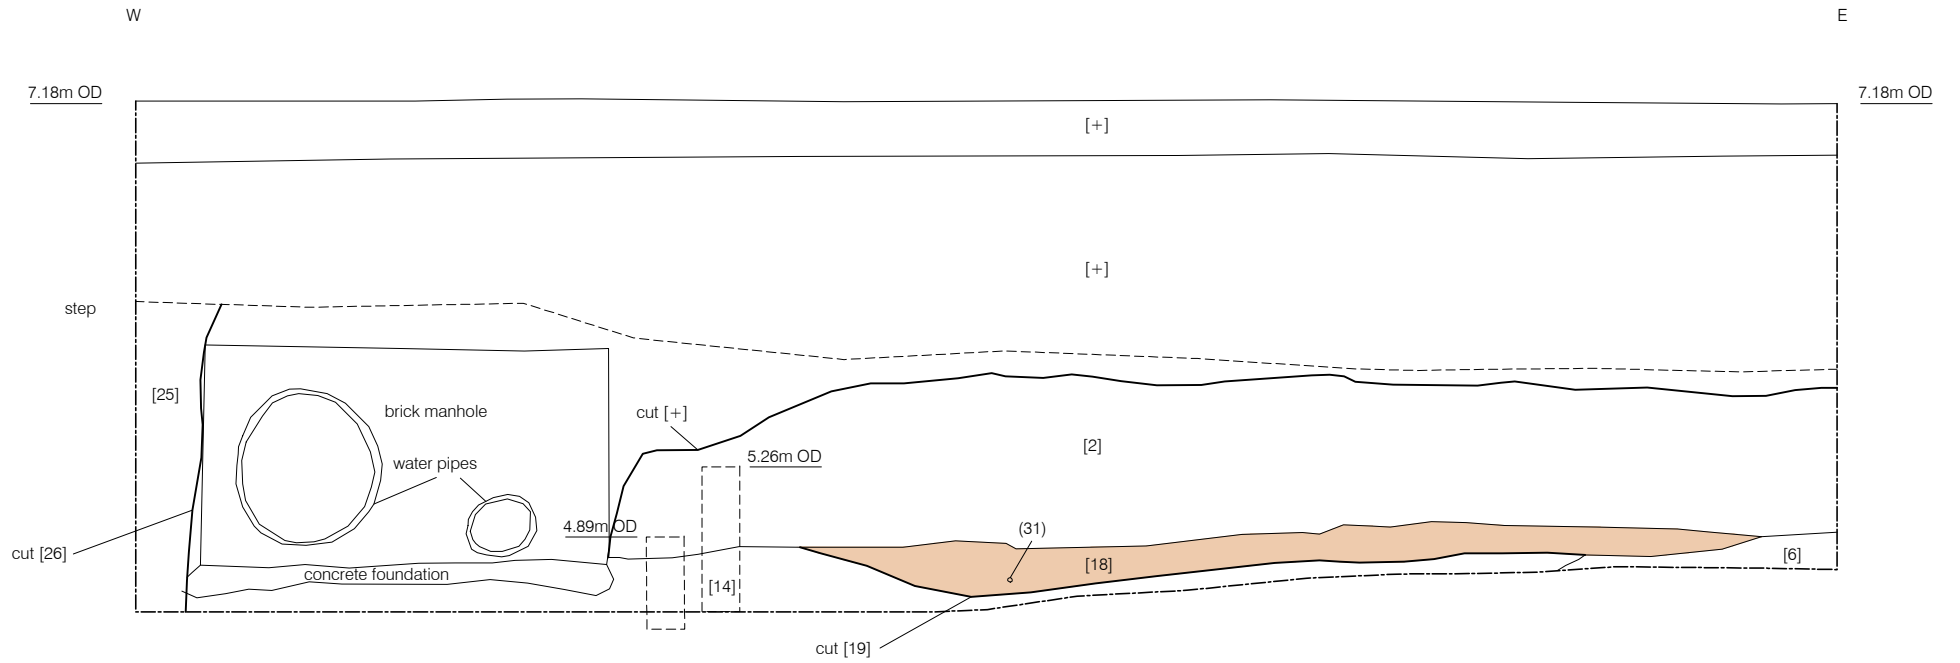 W
E
7.18m OD
7.18m OD
[+]
[+]
step
[25]
brick manhole
cut [+]
[2]
5.26m OD
water pipes
4.89m OD
(31)
cut [26]
[6]
[18]
concrete foundation
[14]
cut [19]